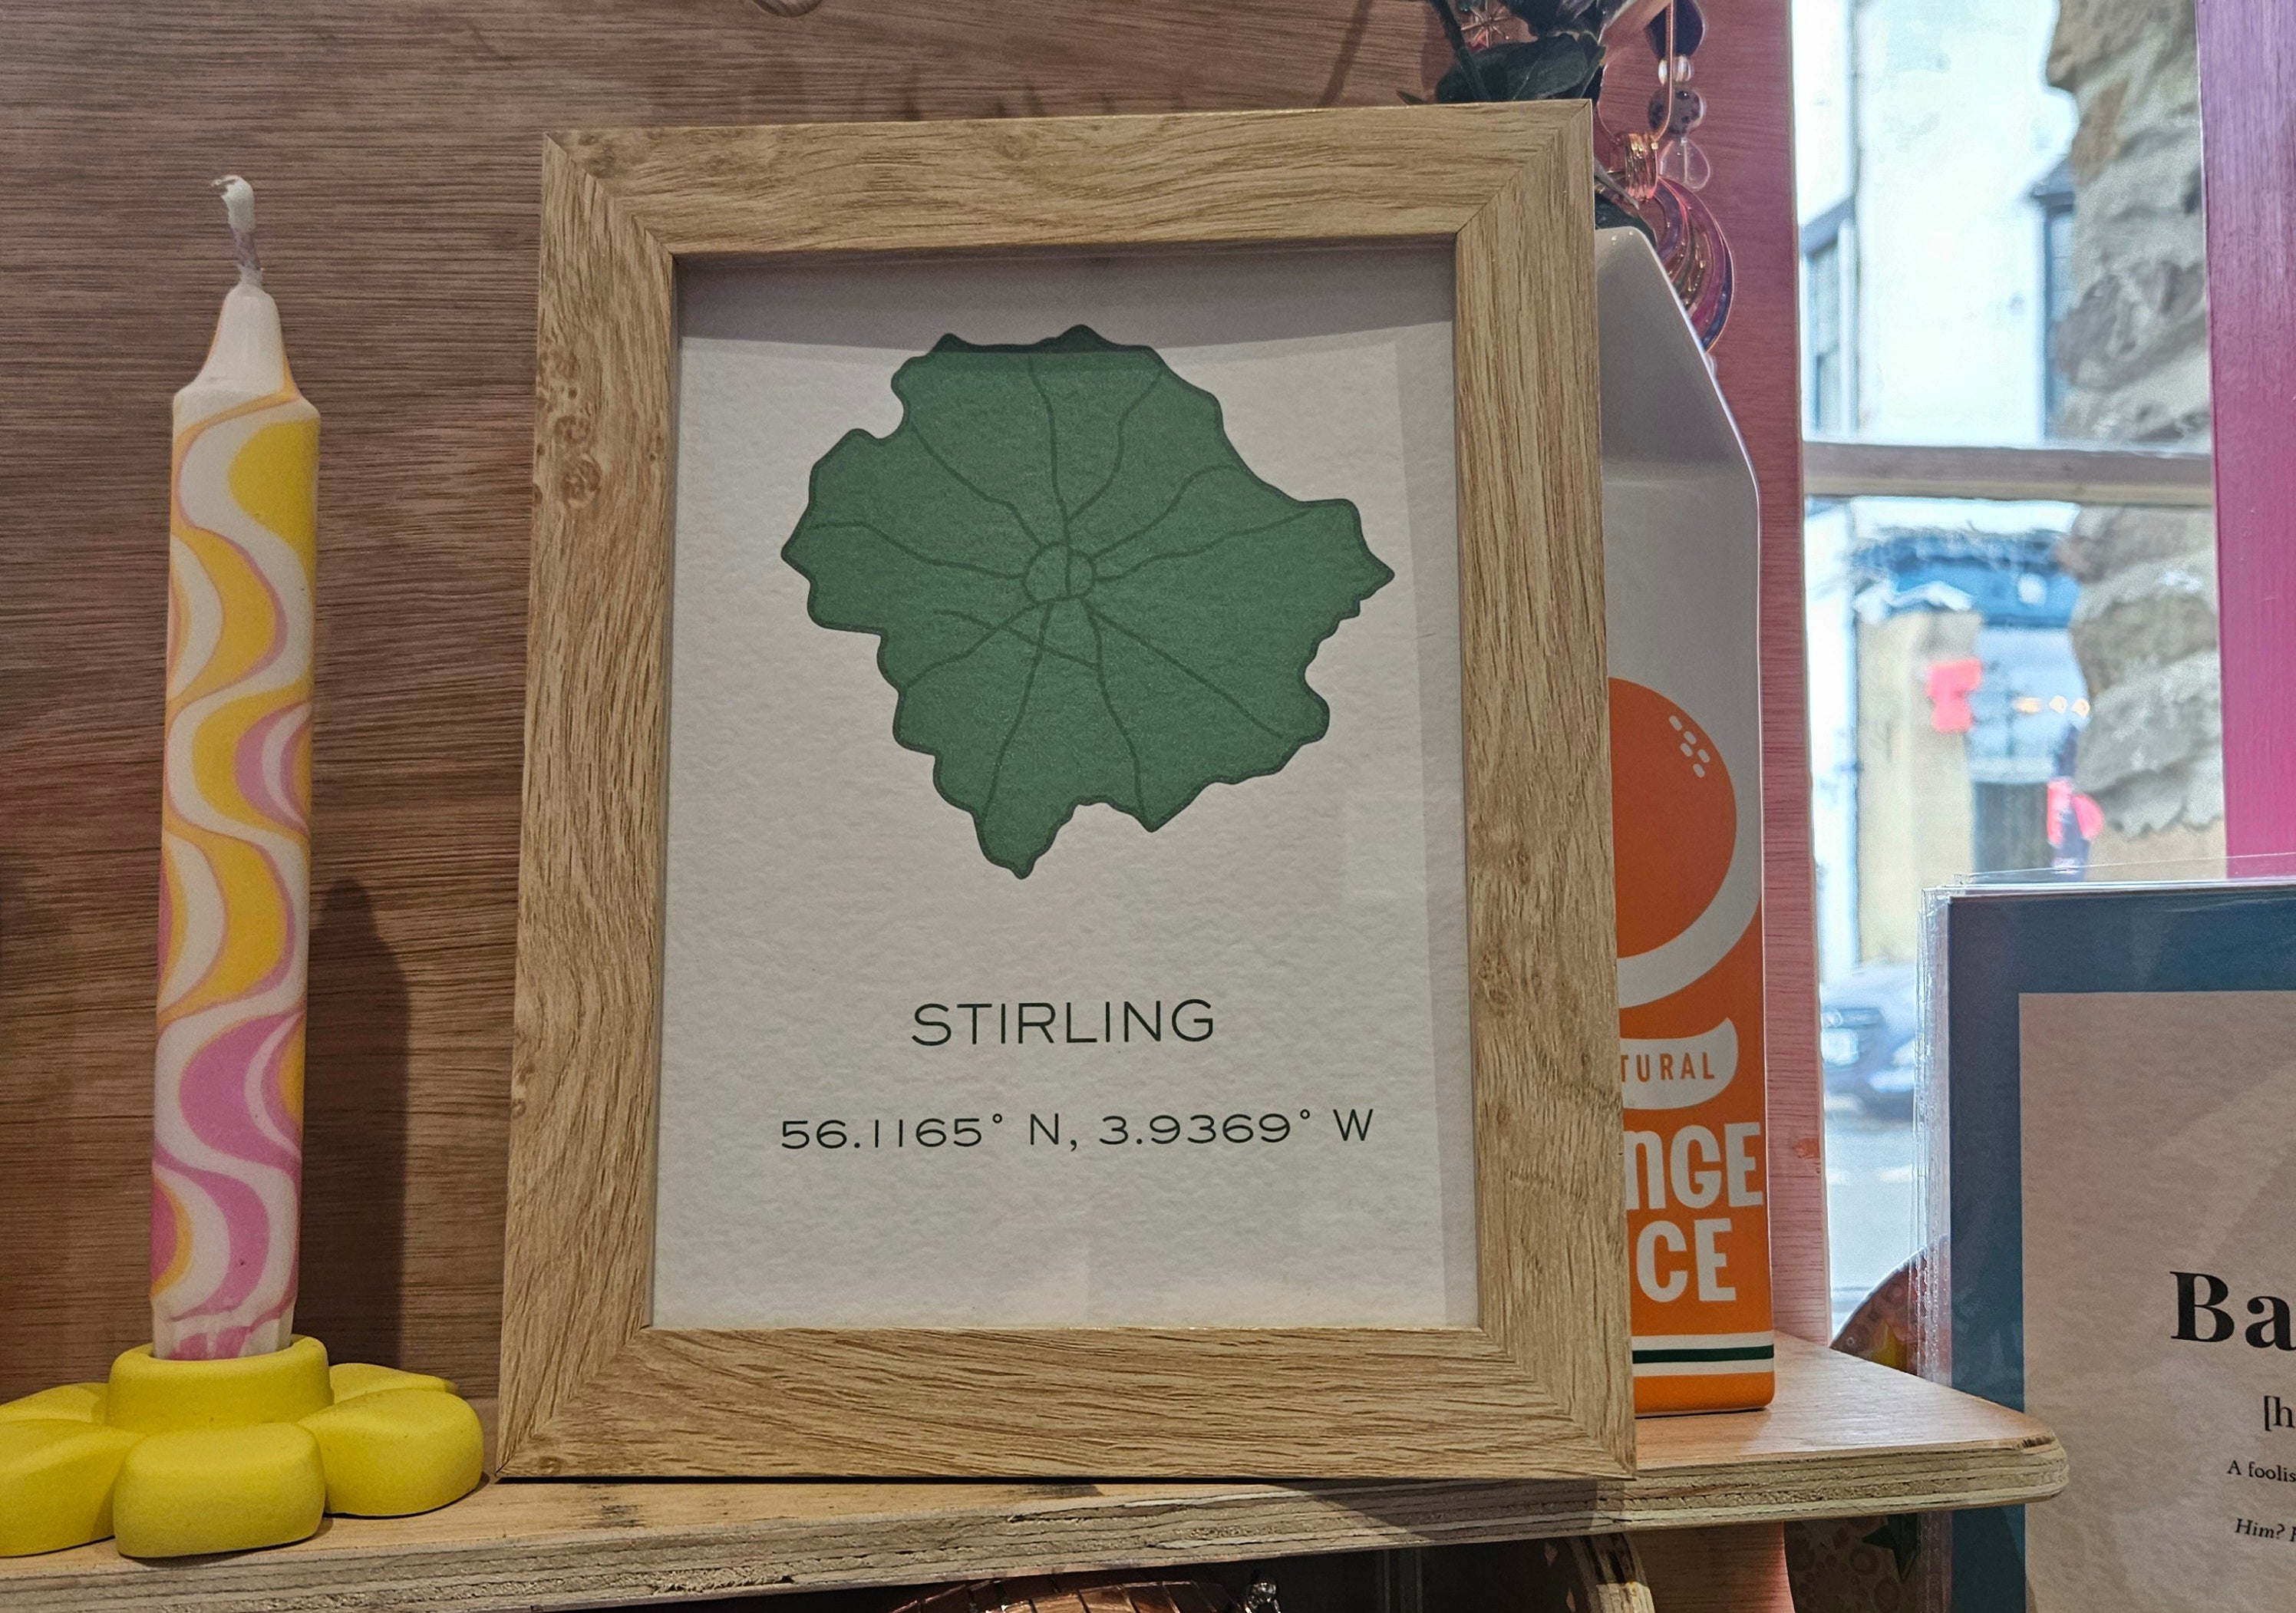 STIRLING
56.1165° N, 3.9369° W
TURAL
NGE
CE
Ba
[h
A foolis
Him?